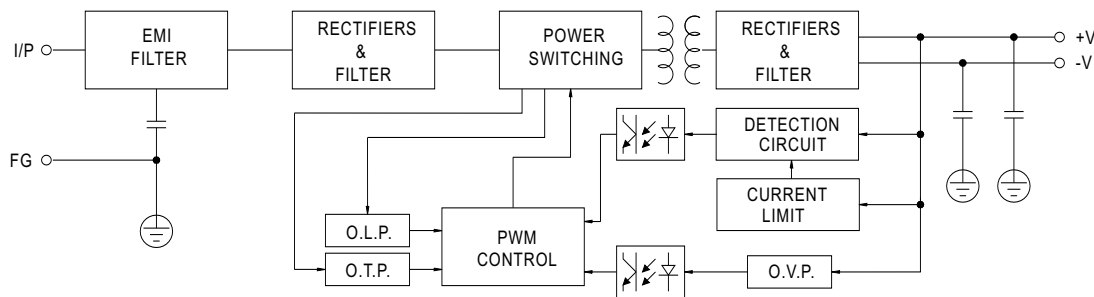 I/P
EMI
FILTER
RECTIFIERS
&
FILTER
POWER
SWITCHING
RECTIFIERS
&
FILTER
+V
-V
FG
DETECTION
CIRCUIT
CURRENT
LIMIT
O.L.P.
O.T.P.
PWM
CONTROL
O.V.P.